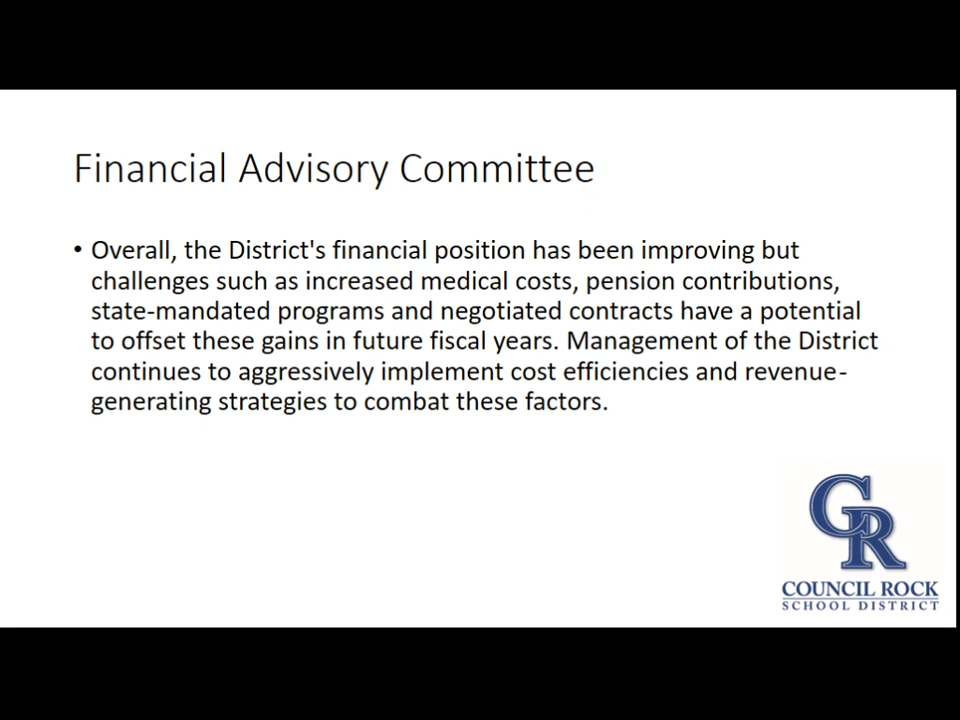 Financial Advisory Committee
• Overall, the District's financial position has been improving but
challenges such as increased medical costs, pension contributions,
state-mandated programs and negotiated contracts have a potential
to offset these gains in future fiscal years. Management of the District
continues to aggressively implement cost efficiencies and revenue-
generating strategies to combat these factors.
CR
COUNCIL ROCK
SCHOOL DISTRICT